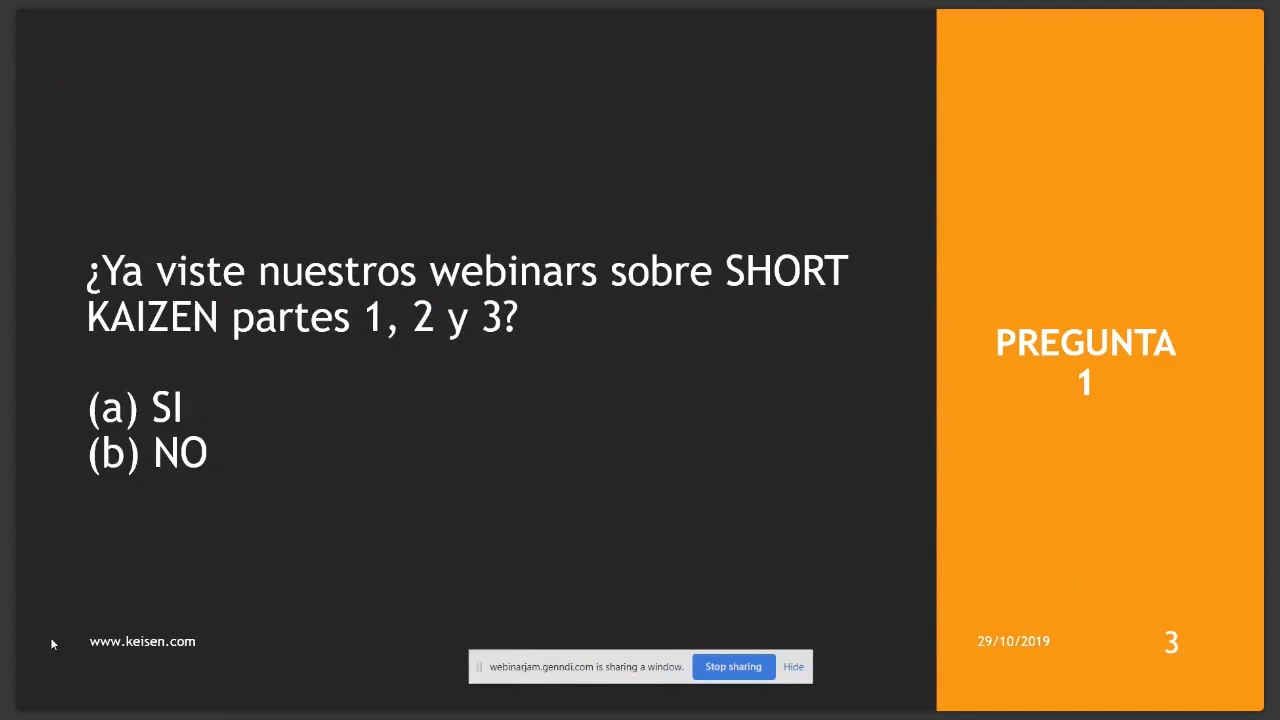 ¿Ya viste nuestros webinars sobre SHORT
KAIZEN partes 1, 2 y 3?
(a) SI
(b) NO
PREGUNTA
1
www.keisen.com
29/10/2019
3
webinarjam.genndi.com is sharing a window.
Stop sharing
Hide